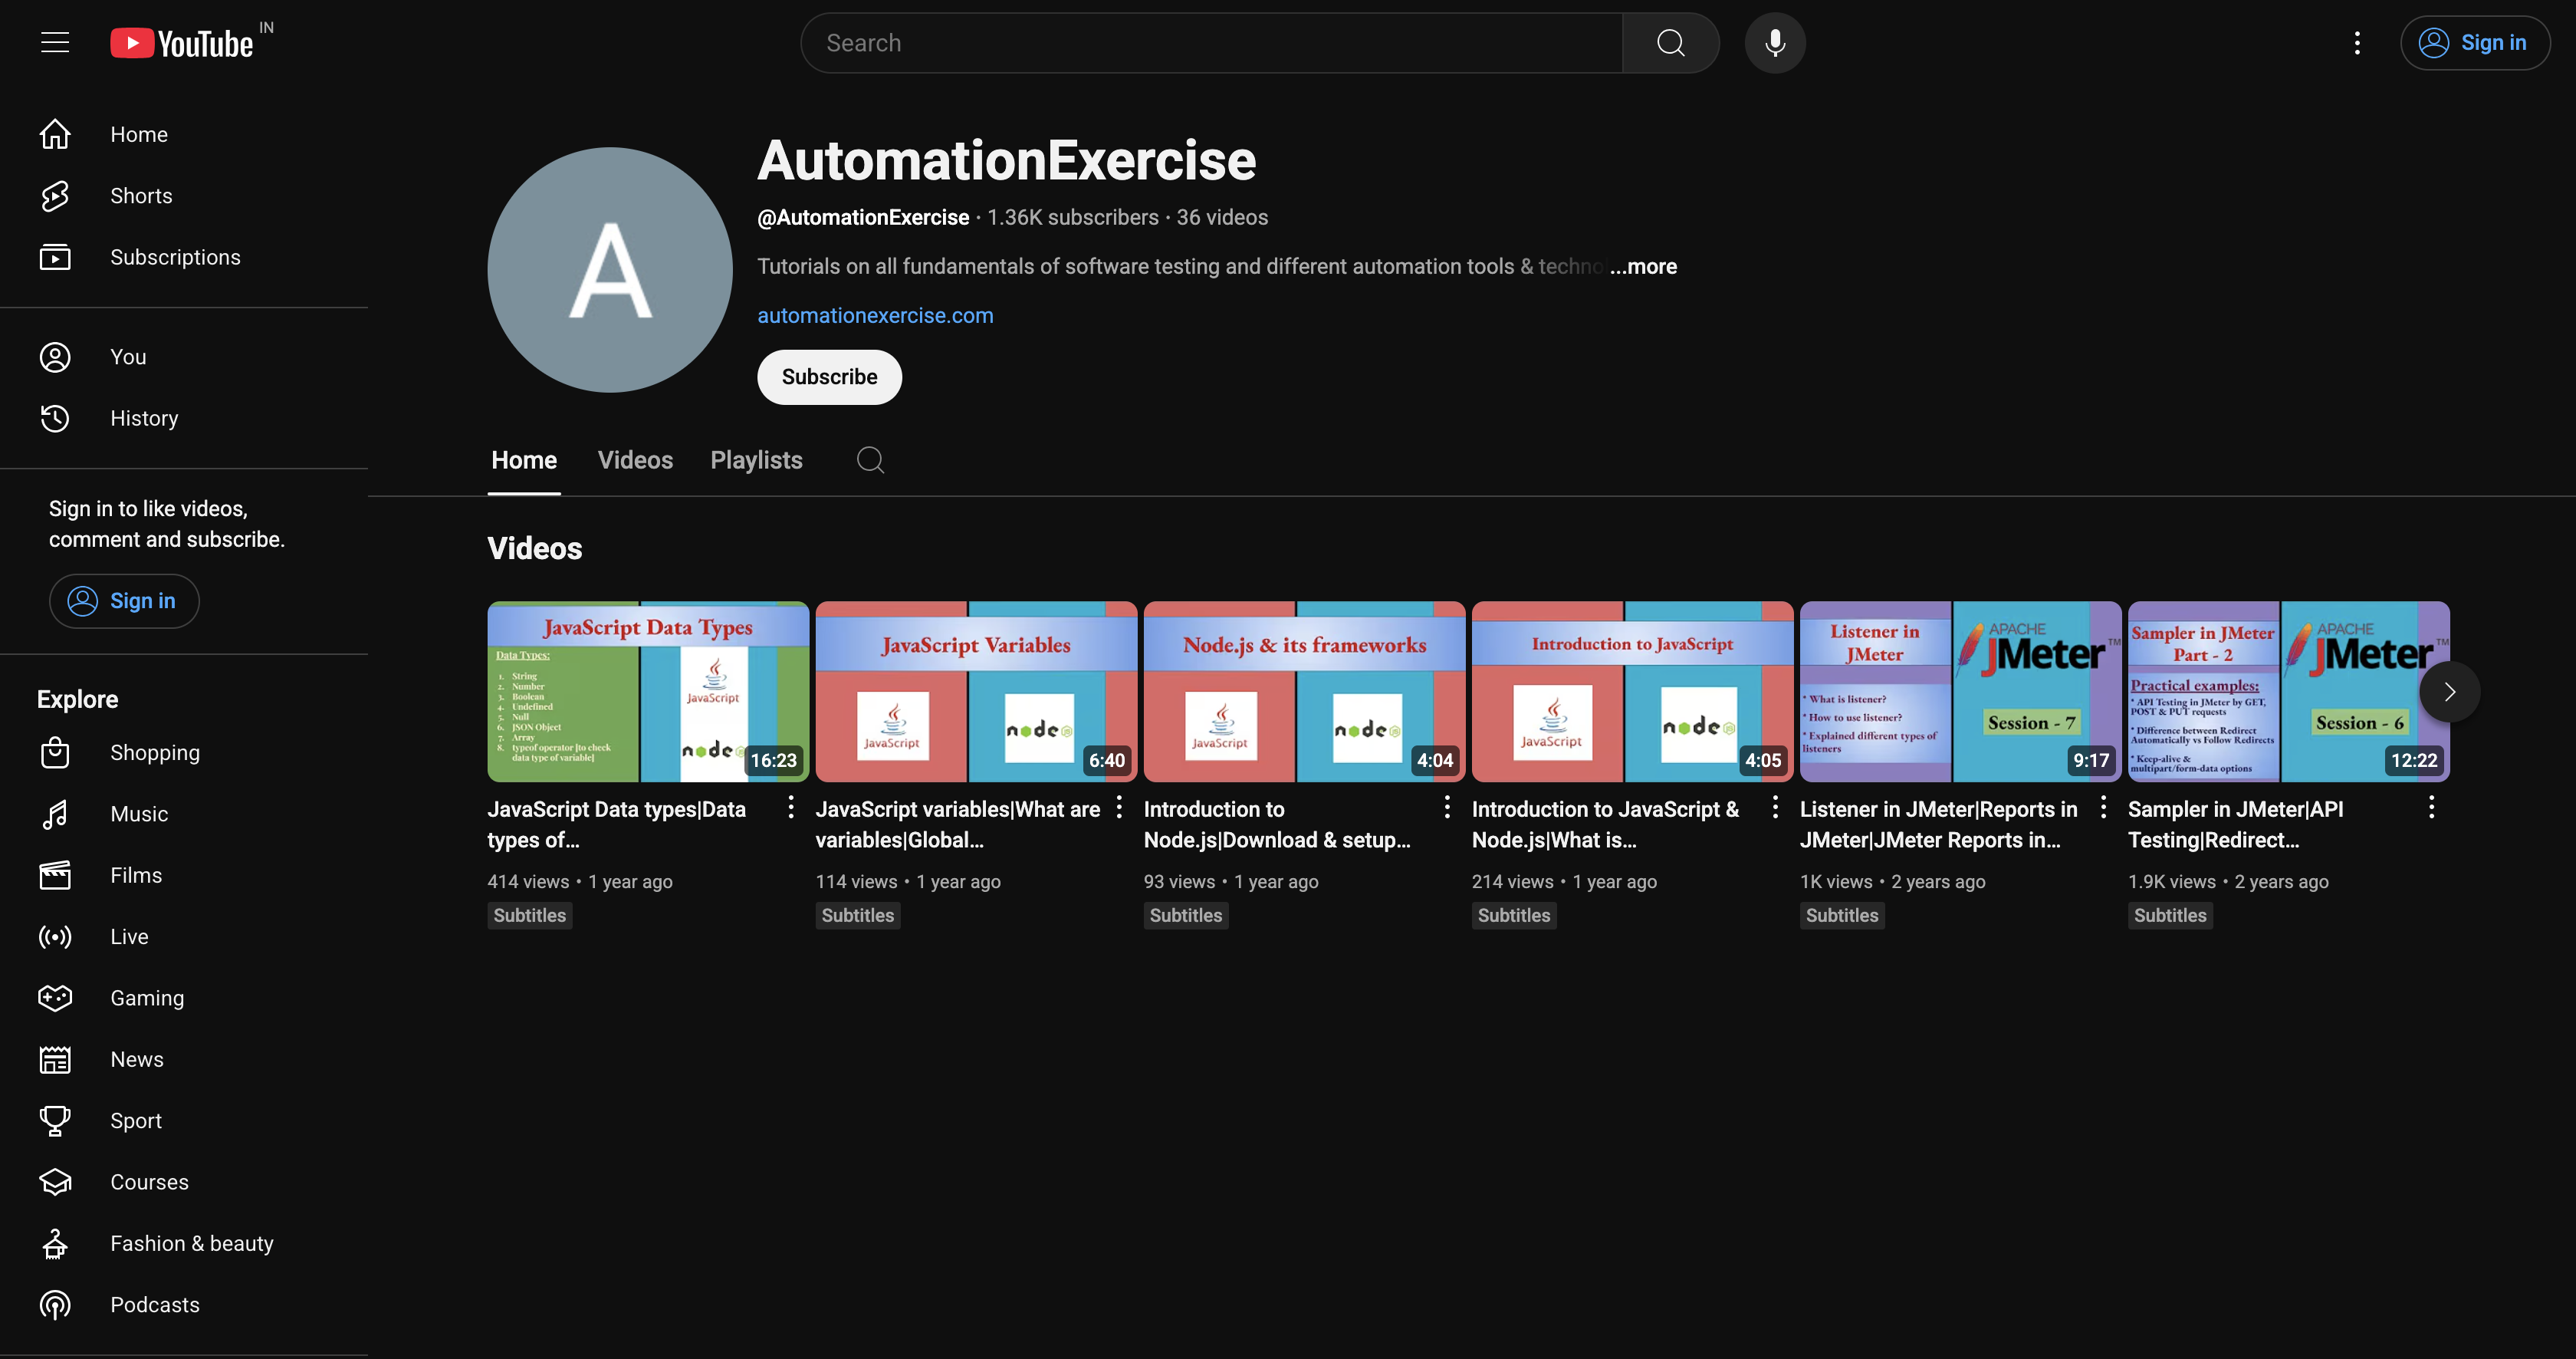 YouTube IN
Search
Sign in
Home
Shorts
Subscriptions
You
History
Sign in to like videos,
comment and subscribe.
Sign in
Explore
Shopping
Music
Films
Live
Gaming
News
Sport
Courses
Fashion & beauty
Podcasts
A
AutomationExercise
@AutomationExercise • 1.36K subscribers • 36 videos
Tutorials on all fundamentals of software testing and different automation tools & techno ...more
automationexercise.com
Subscribe
Home Videos Playlists
Videos
JavaScript Data Types
Data Types:
1. String
2. Number
3. Boolean
4. Undefined
5. Null
6. JSON Object
7. Array
8. typeof operator [to check
data type of variable]
JavaScript
node
16:23
JavaScript Data types|Data
types of...
414 views • 1 year ago
Subtitles
JavaScript Variables
JavaScript
node JS
6:40
JavaScript variables|What are
variables|Global...
114 views • 1 year ago
Subtitles
Node.js & its frameworks
JavaScript
node JS
4:04
Introduction to
Node.js|Download & setup...
93 views • 1 year ago
Subtitles
Introduction to JavaScript
JavaScript
node JS
4:05
Introduction to JavaScript &
Node.js|What is...
214 views • 1 year ago
Subtitles
Listener in
JMeter
* What is listener?
* How to use listener?
* Explained different types of
listeners
APACHE
JMeter™
Session - 7
9:17
Listener in JMeter|Reports in
JMeter|JMeter Reports in...
1K views • 2 years ago
Subtitles
Sampler in JMeter
Part - 2
Practical examples:
* API Testing in JMeter by GET,
POST & PUT requests
* Difference between Redirect
Automatically vs Follow Redirects
* Keep-alive &
multipart/form-data options
APACHE
JMeter™
Session - 6
12:22
Sampler in JMeter|API
Testing|Redirect...
1.9K views • 2 years ago
Subtitles